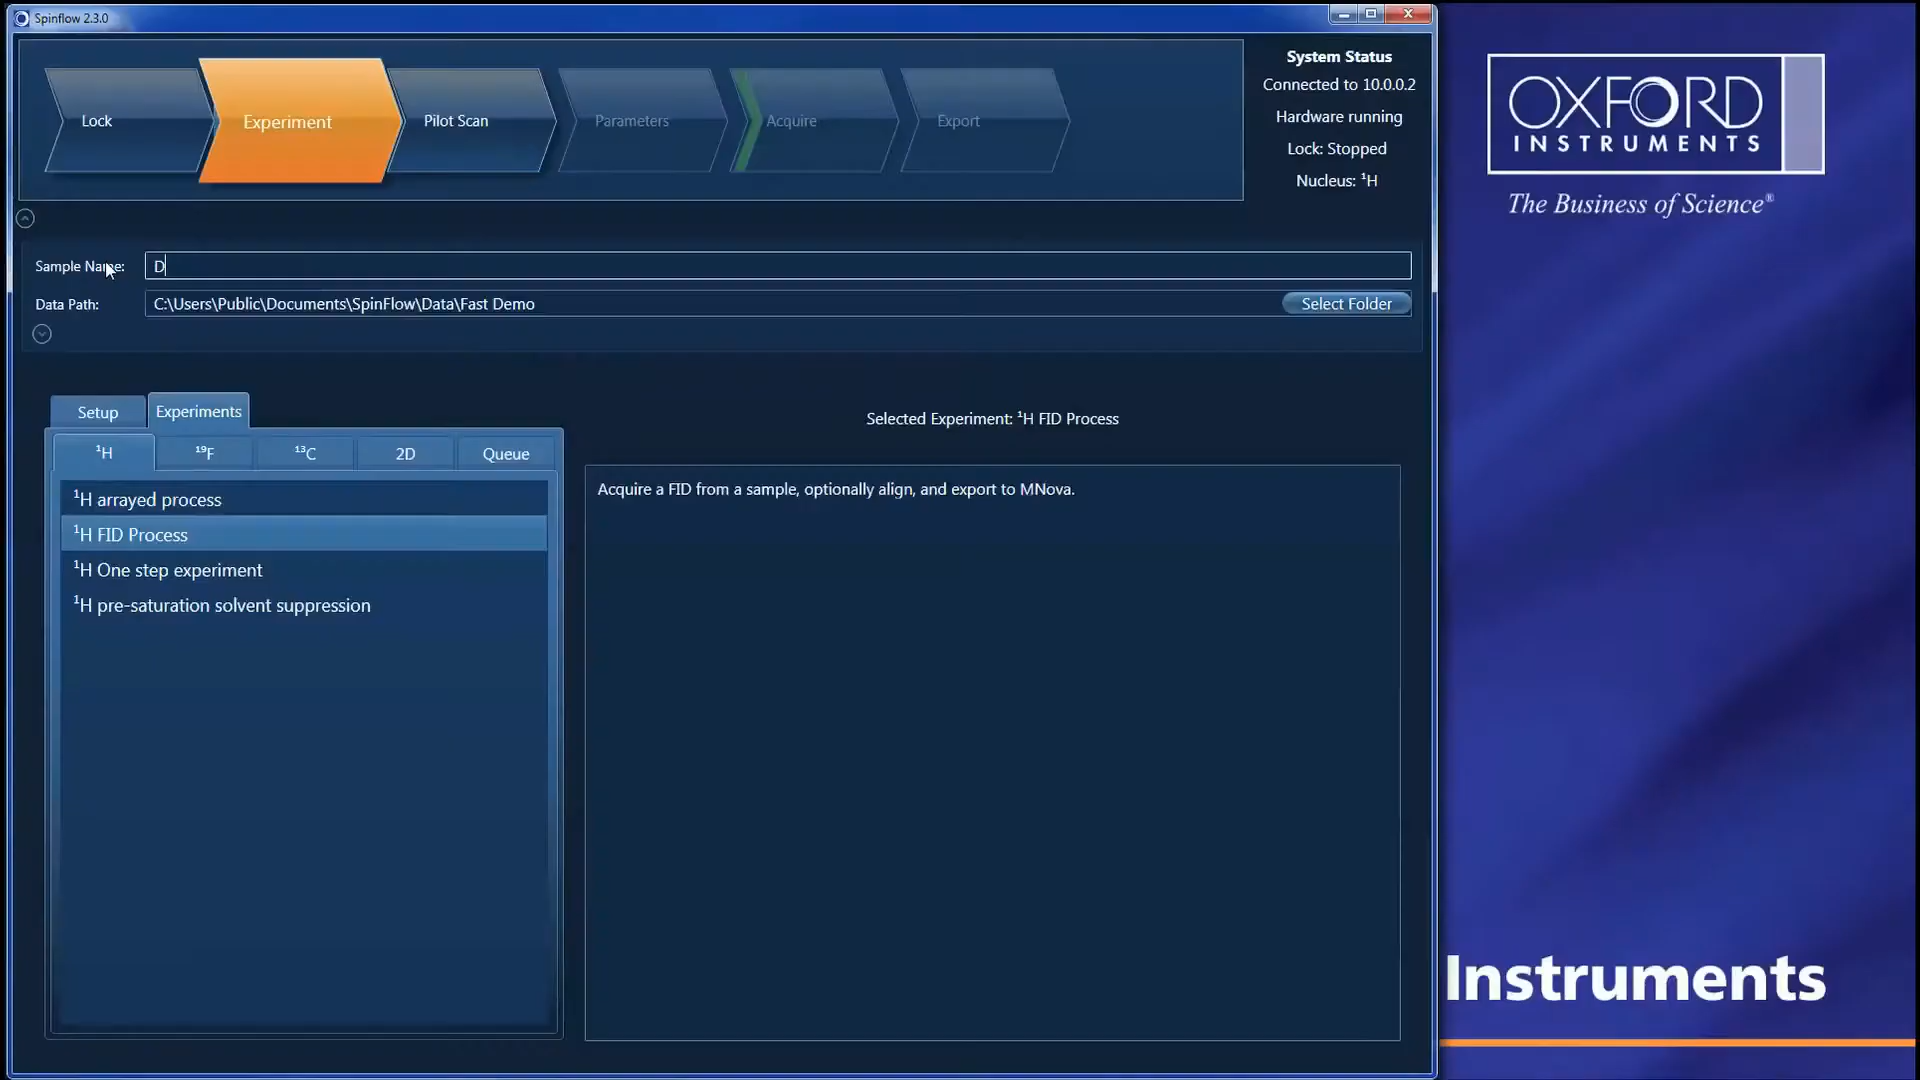 Spinflow 2.3.0
Lock
Experiment
Pilot Scan
Parameters
Acquire
Export
System Status
Connected to 10.0.0.2
Hardware running
Lock: Stopped
Nucleus: ¹H
OXFORD
INSTRUMENTS
The Business of Science®
Sample Name:
D
Data Path:
C:\Users\Public\Documents\SpinFlow\Data\Fast Demo
Select Folder
Setup
Experiments
Selected Experiment: ¹H FID Process
¹H
¹⁹F
¹³C
2D
Queue
¹H arrayed process
¹H FID Process
¹H One step experiment
¹H pre-saturation solvent suppression
Acquire a FID from a sample, optionally align, and export to MNova.
Instruments